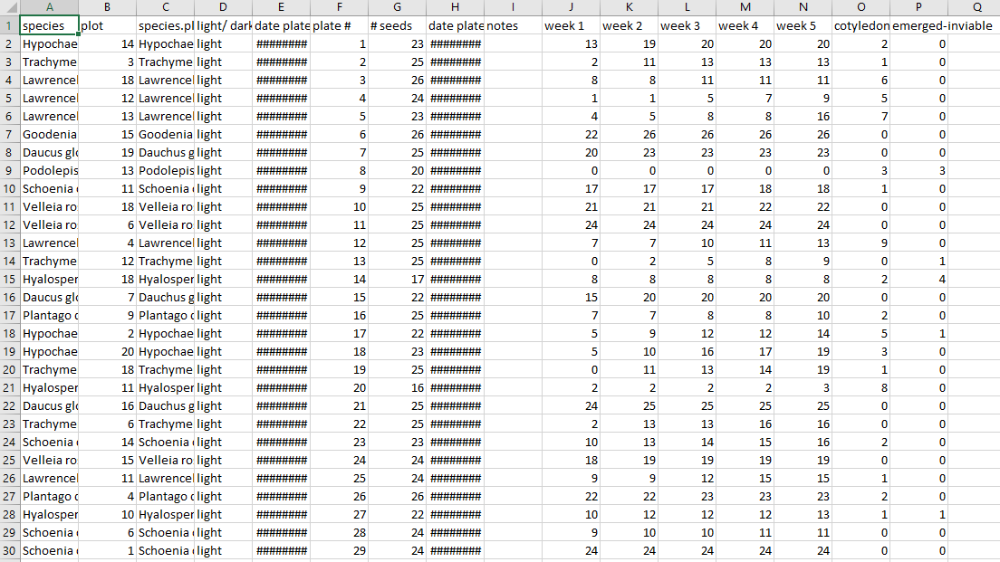 A B C D E F G H I J K L M N O P Q
1 species plot species.pl light/ dark date plate plate # # seeds date plate notes week 1 week 2 week 3 week 4 week 5 cotyledon emerged-inviable
2 Hypochae 14 Hypochae light ######## 1 23 ######## 13 19 20 20 20 2 0
3 Trachyme 3 Trachyme light ######## 2 25 ######## 2 11 13 13 13 1 0
4 Lawrencel 18 Lawrencel light ######## 3 26 ######## 8 8 11 11 11 6 0
5 Lawrencel 12 Lawrencel light ######## 4 24 ######## 1 1 5 7 9 5 0
6 Lawrencel 13 Lawrencel light ######## 5 23 ######## 4 5 8 8 16 7 0
7 Goodenia 15 Goodenia light ######## 6 26 ######## 22 26 26 26 26 0 0
8 Daucus glo 19 Dauchus g light ######## 7 25 ######## 20 23 23 23 23 0 0
9 Podolepis 13 Podolepis light ######## 8 20 ######## 0 0 0 0 0 3 3
10 Schoenia 11 Schoenia light ######## 9 22 ######## 17 17 17 18 18 1 0
11 Velleia ro 18 Velleia ro light ######## 10 25 ######## 21 21 21 22 22 0 0
12 Velleia ro 6 Velleia ro light ######## 11 25 ######## 24 24 24 24 24 0 0
13 Lawrencel 4 Lawrencel light ######## 12 25 ######## 7 7 10 11 13 9 0
14 Trachyme 12 Trachyme light ######## 13 25 ######## 0 2 5 8 9 0 1
15 Hyalosper 18 Hyalosper light ######## 14 17 ######## 8 8 8 8 8 2 4
16 Daucus glo 7 Dauchus g light ######## 15 22 ######## 15 20 20 20 20 0 0
17 Plantago c 9 Plantago c light ######## 16 25 ######## 7 7 8 8 10 2 0
18 Hypochae 2 Hypochae light ######## 17 22 ######## 5 9 12 12 14 5 1
19 Hypochae 20 Hypochae light ######## 18 23 ######## 5 10 16 17 19 3 0
20 Trachyme 18 Trachyme light ######## 19 25 ######## 0 11 13 14 19 1 0
21 Hyalosper 11 Hyalosper light ######## 20 16 ######## 2 2 2 2 3 8 0
22 Daucus glo 16 Dauchus g light ######## 21 25 ######## 24 25 25 25 25 0 0
23 Trachyme 6 Trachyme light ######## 22 25 ######## 2 13 13 16 16 0 0
24 Schoenia 14 Schoenia light ######## 23 23 ######## 10 13 14 15 16 2 0
25 Velleia ro 15 Velleia ro light ######## 24 24 ######## 18 19 19 19 19 0 0
26 Lawrencel 11 Lawrencel light ######## 25 24 ######## 9 9 12 15 15 1 0
27 Plantago c 4 Plantago c light ######## 26 26 ######## 22 22 23 23 23 2 0
28 Hyalosper 10 Hyalosper light ######## 27 22 ######## 10 12 12 12 13 1 1
29 Schoenia 6 Schoenia light ######## 28 24 ######## 9 10 10 11 11 0 0
30 Schoenia 1 Schoenia light ######## 29 24 ######## 24 24 24 24 24 0 0